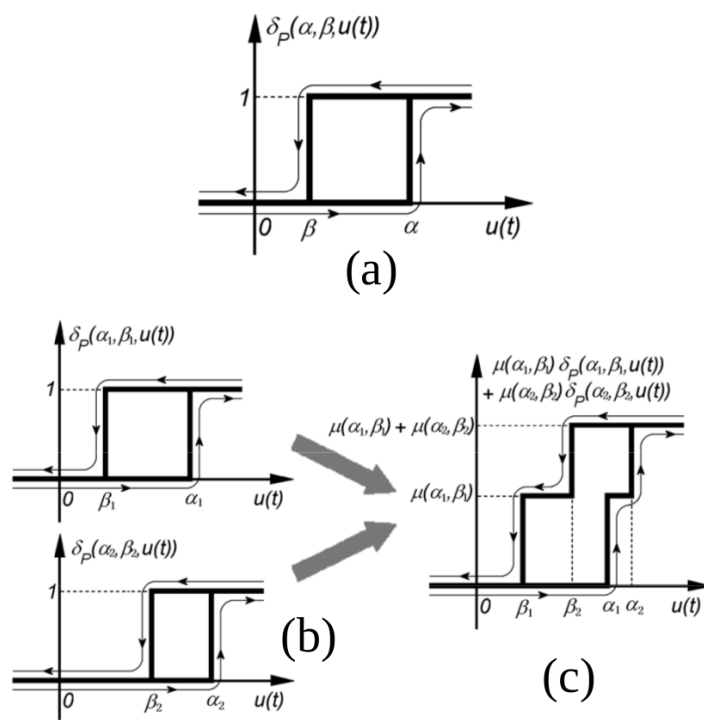 δₚ(α,β,u(t))
1
0 β α u(t)
(a)
δₚ(α₁,β₁,u(t))
1
0 β₁ α₁ u(t)
δₚ(α₂,β₂,u(t))
1
0 β₂ α₂ u(t)
(b)
μ(α₁,β₁) δₚ(α₁,β₁,u(t))
+ μ(α₂,β₂) δₚ(α₂,β₂,u(t))
μ(α₁,β₁) + μ(α₂,β₂)
μ(α₁,β₁)
0 β₁ β₂ α₁ α₂ u(t)
(c)